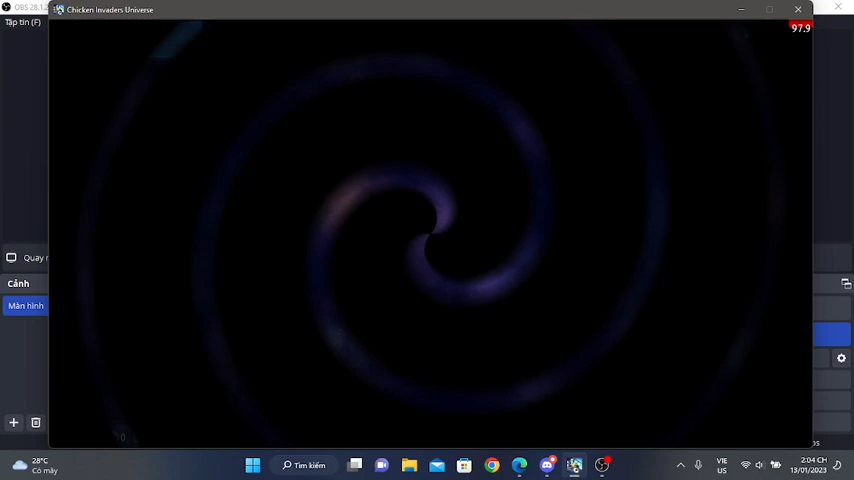 OBS 28.1.2
Chicken Invaders Universe
Tập tin (F)
97.9
Cảnh
Màn hình
28°C
Có mây
Tìm kiếm
VIE
US
2:04 CH
13/01/2023